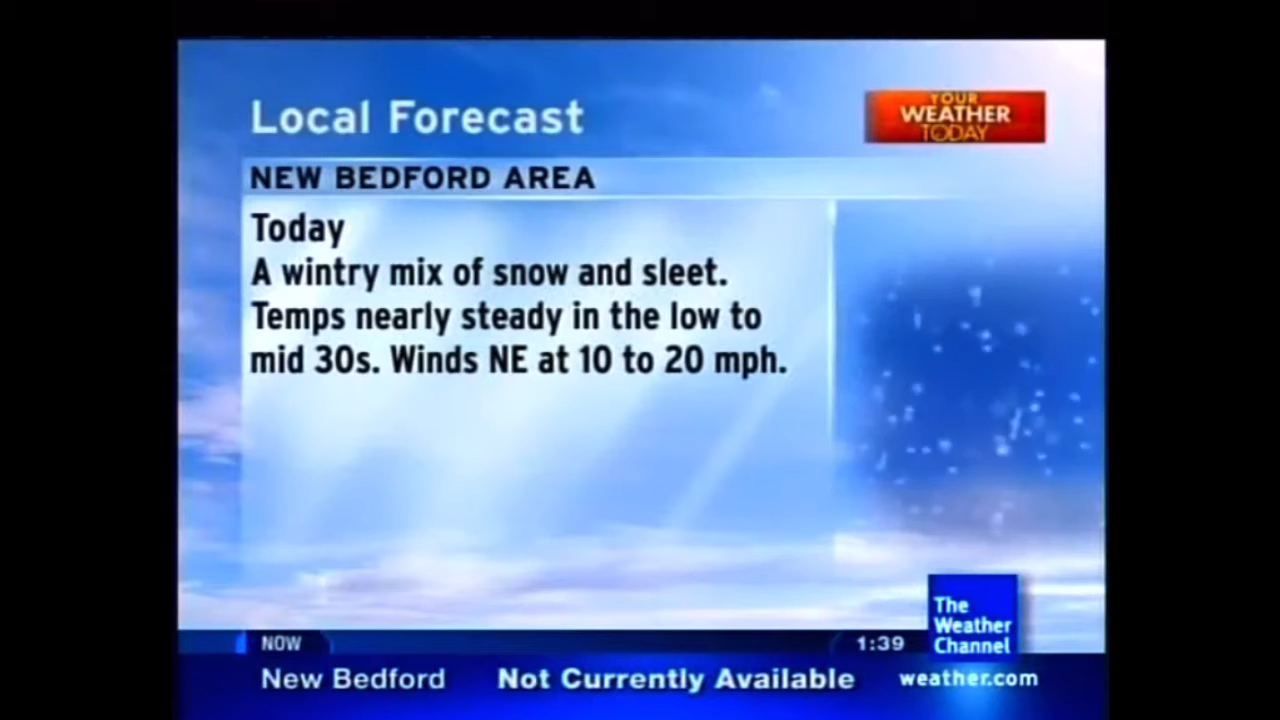 Local Forecast
YOUR
WEATHER
TODAY
NEW BEDFORD AREA
Today
A wintry mix of snow and sleet.
Temps nearly steady in the low to
mid 30s. Winds NE at 10 to 20 mph.
NOW
1:39
The
Weather
Channel
New Bedford Not Currently Available weather.com